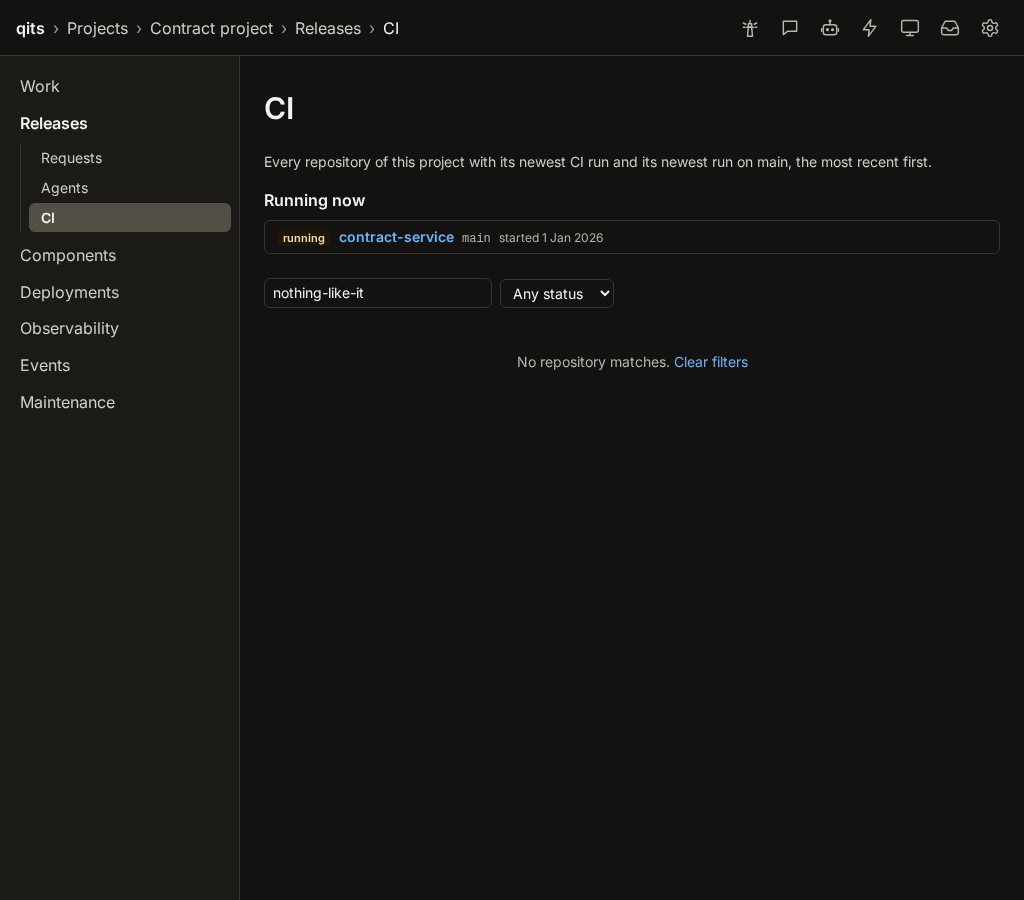 qits › Projects › Contract project › Releases › CI
Work
Releases
Requests
Agents
CI
Components
Deployments
Observability
Events
Maintenance
CI
Every repository of this project with its newest CI run and its newest run on main, the most recent first.
Running now
running contract-service main started 1 Jan 2026
nothing-like-it Any status
No repository matches. Clear filters